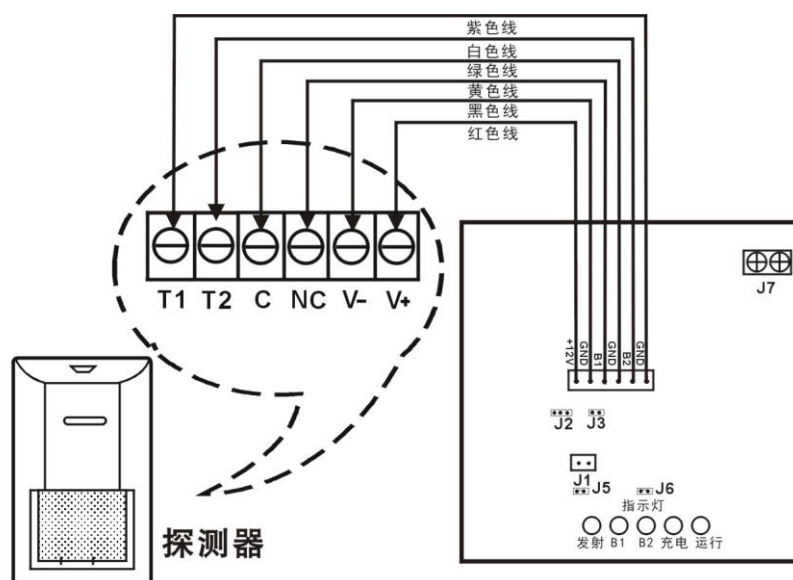 紫色线
白色线
绿色线
黄色线
黑色线
红色线
T1 T2 C NC V- V+
J7
+12V GND B1 GND B2 GND
J2 J3
J1
J5 J6
指示灯
发射 B1 B2 充电 运行
探测器